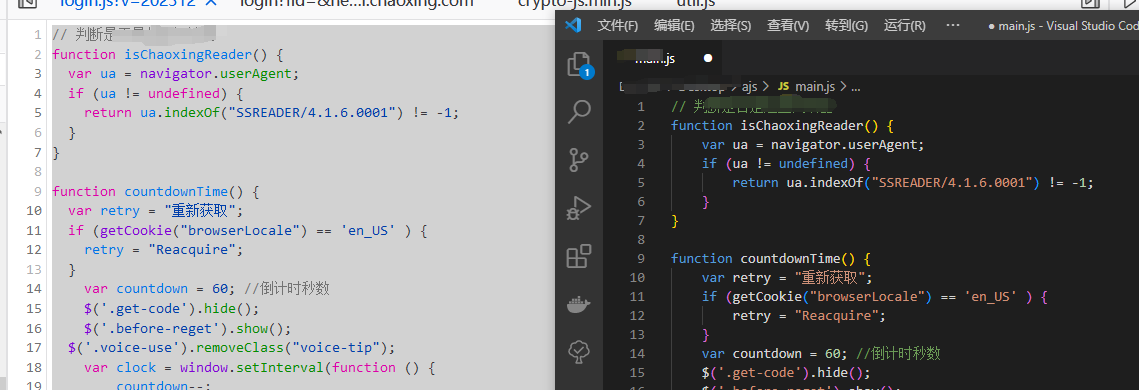 login.js?v=202312 × login?fid=&ne...i.chaoxing.com crypto-js.min.js util.js
1 // 判断是
2 function isChaoxingReader() {
3 var ua = navigator.userAgent;
4 if (ua != undefined) {
5 return ua.indexOf("SSREADER/4.1.6.0001") != -1;
6 }
7 }
8
9 function countdownTime() {
10 var retry = "重新获取";
11 if (getCookie("browserLocale") == 'en_US' ) {
12 retry = "Reacquire";
13 }
14 var countdown = 60; //倒计时秒数
15 $('.get-code').hide();
16 $('.before-reget').show();
17 $('.voice-use').removeClass("voice-tip");
18 var clock = window.setInterval(function () {
19 countdown--;
文件(F) 编辑(E) 选择(S) 查看(V) 转到(G) 运行(R) ··· ● main.js - Visual Studio Cod
main.js ●
> ajs > JS main.js > ...
1
1 // 判断是否是
2 function isChaoxingReader() {
3 var ua = navigator.userAgent;
4 if (ua != undefined) {
5 return ua.indexOf("SSREADER/4.1.6.0001") != -1;
6 }
7 }
8
9 function countdownTime() {
10 var retry = "重新获取";
11 if (getCookie("browserLocale") == 'en_US' ) {
12 retry = "Reacquire";
13 }
14 var countdown = 60; //倒计时秒数
15 $('.get-code').hide();
16 $('.before-reget').show();